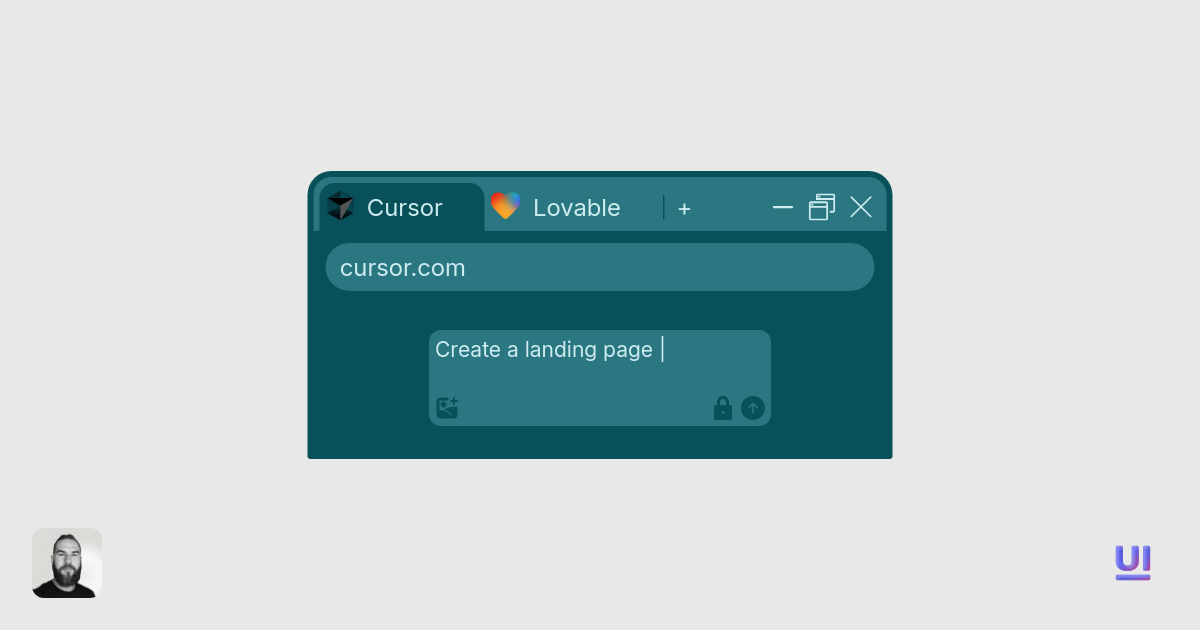 Cursor
Lovable
+
cursor.com
Create a landing page |
UI